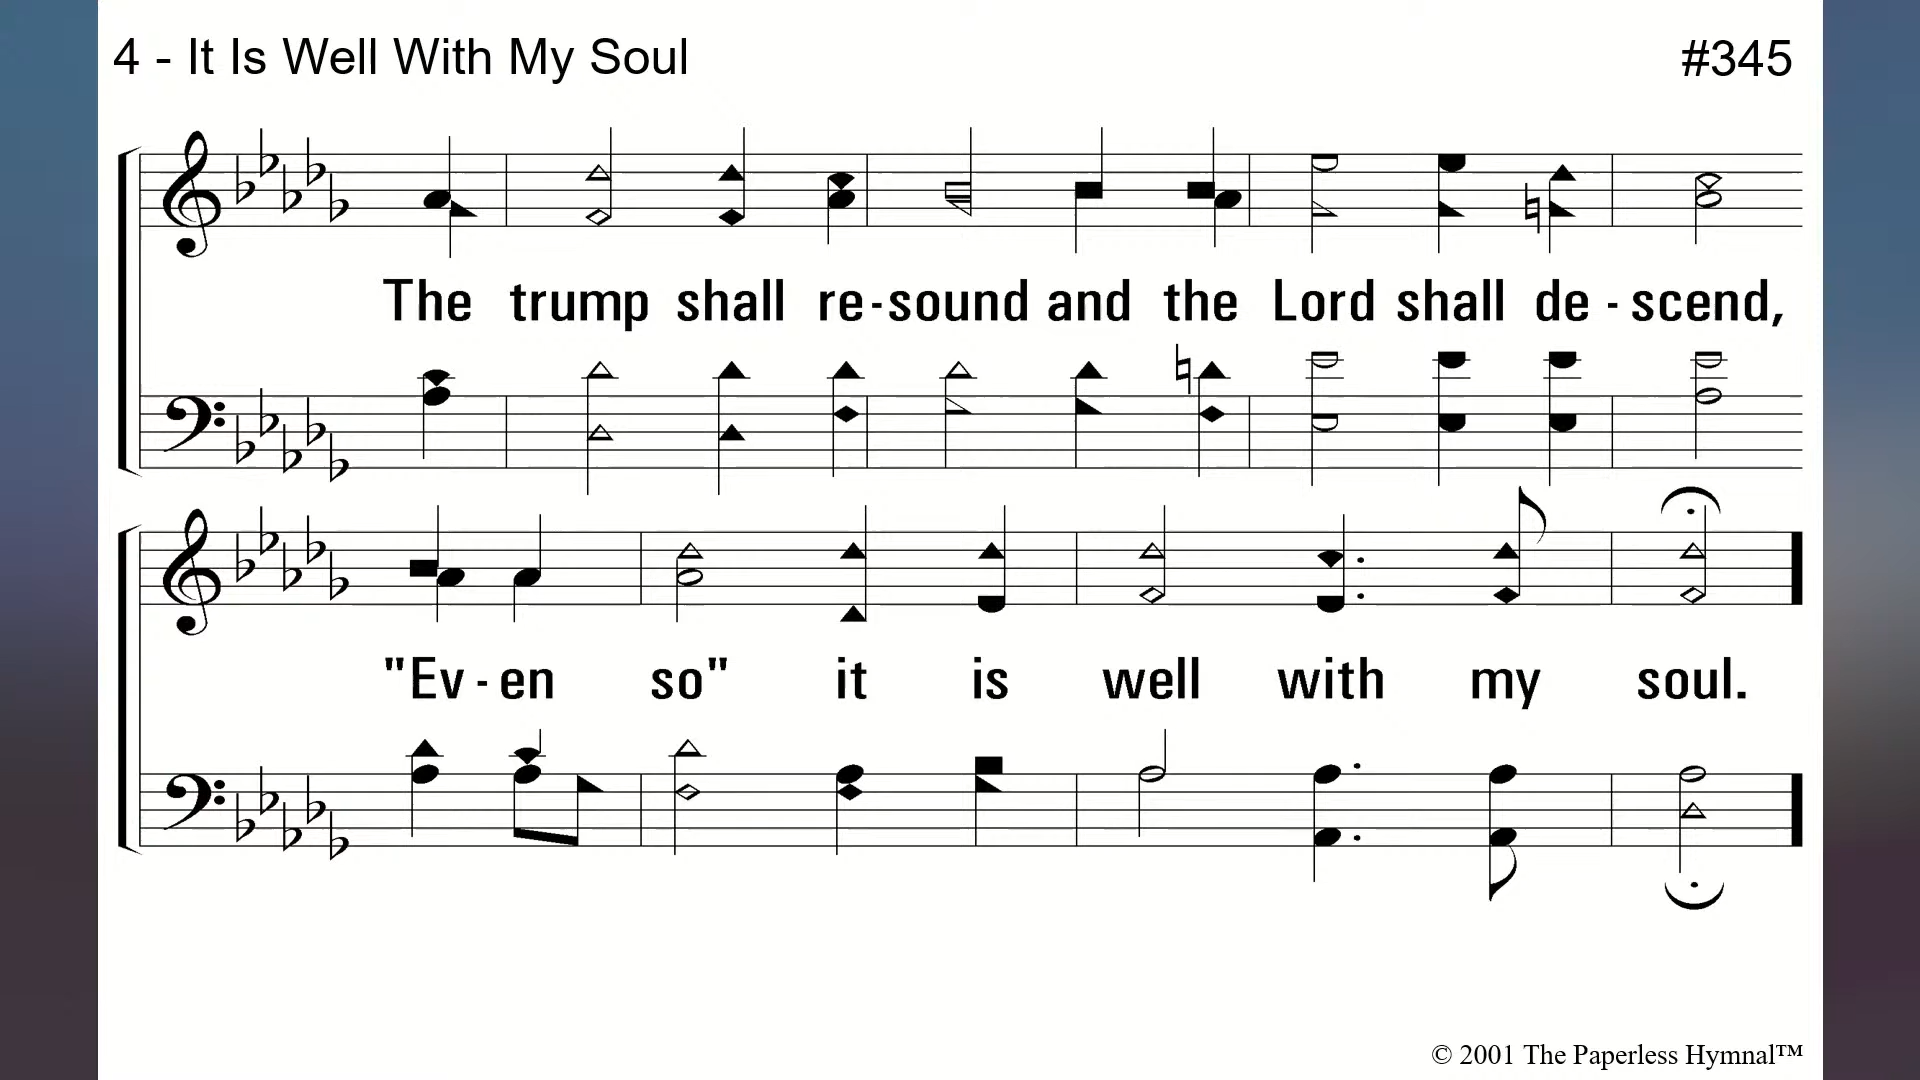 4 - It Is Well With My Soul #345
The trump shall re-sound and the Lord shall de - scend,
"Ev - en so" it is well with my soul.
© 2001 The Paperless Hymnal™